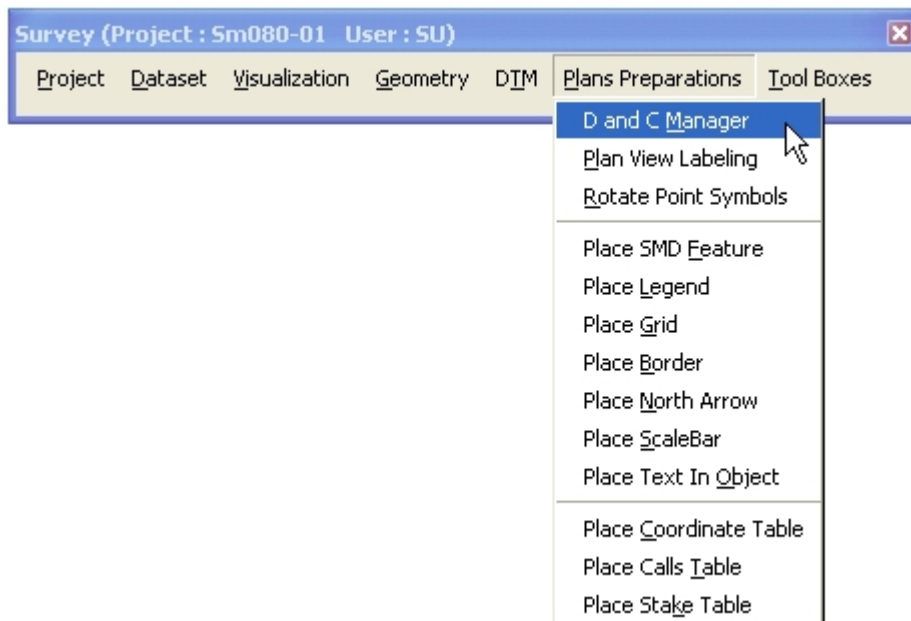 Survey (Project : Sm080-01 User : SU)
Project Dataset Visualization Geometry DTM Plans Preparations Tool Boxes
D and C Manager
Plan View Labeling
Rotate Point Symbols
Place SMD Feature
Place Legend
Place Grid
Place Border
Place North Arrow
Place ScaleBar
Place Text In Object
Place Coordinate Table
Place Calls Table
Place Stake Table